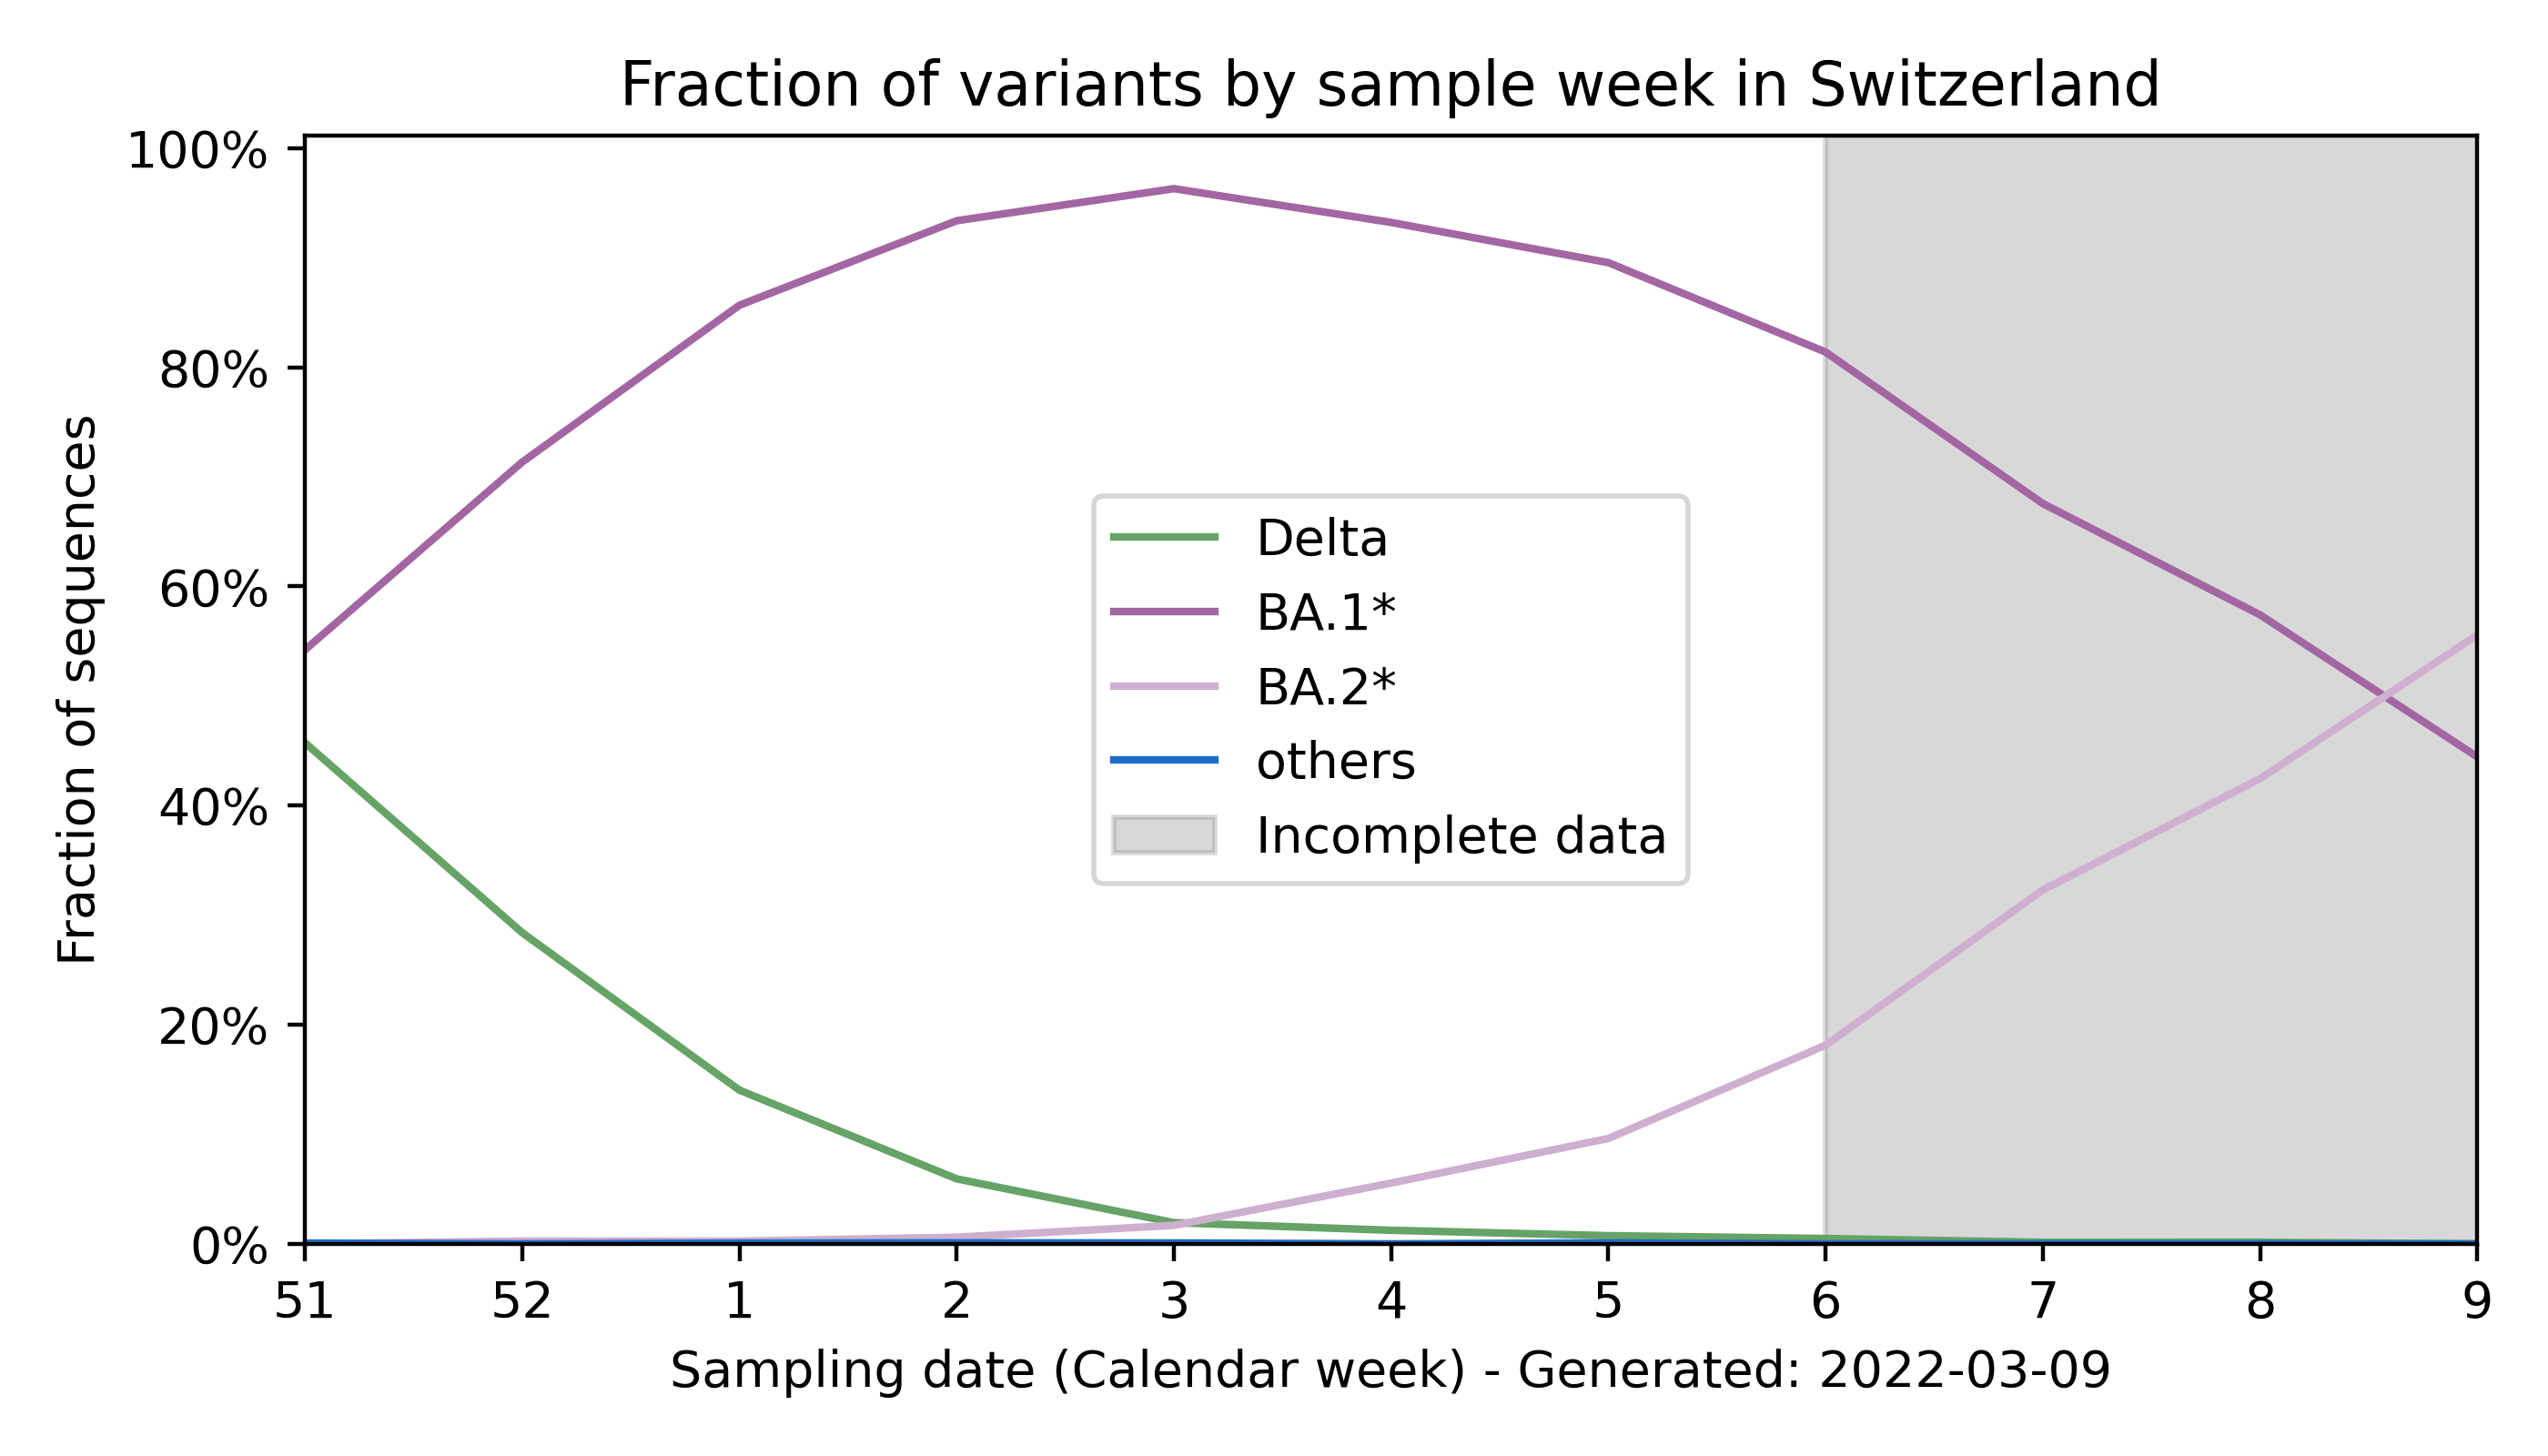 Fraction of variants by sample week in Switzerland
Fraction of sequences
100%
80%
60%
40%
20%
0%
Delta
BA.1*
BA.2*
others
Incomplete data
51 52 1 2 3 4 5 6 7 8 9
Sampling date (Calendar week) - Generated: 2022-03-09